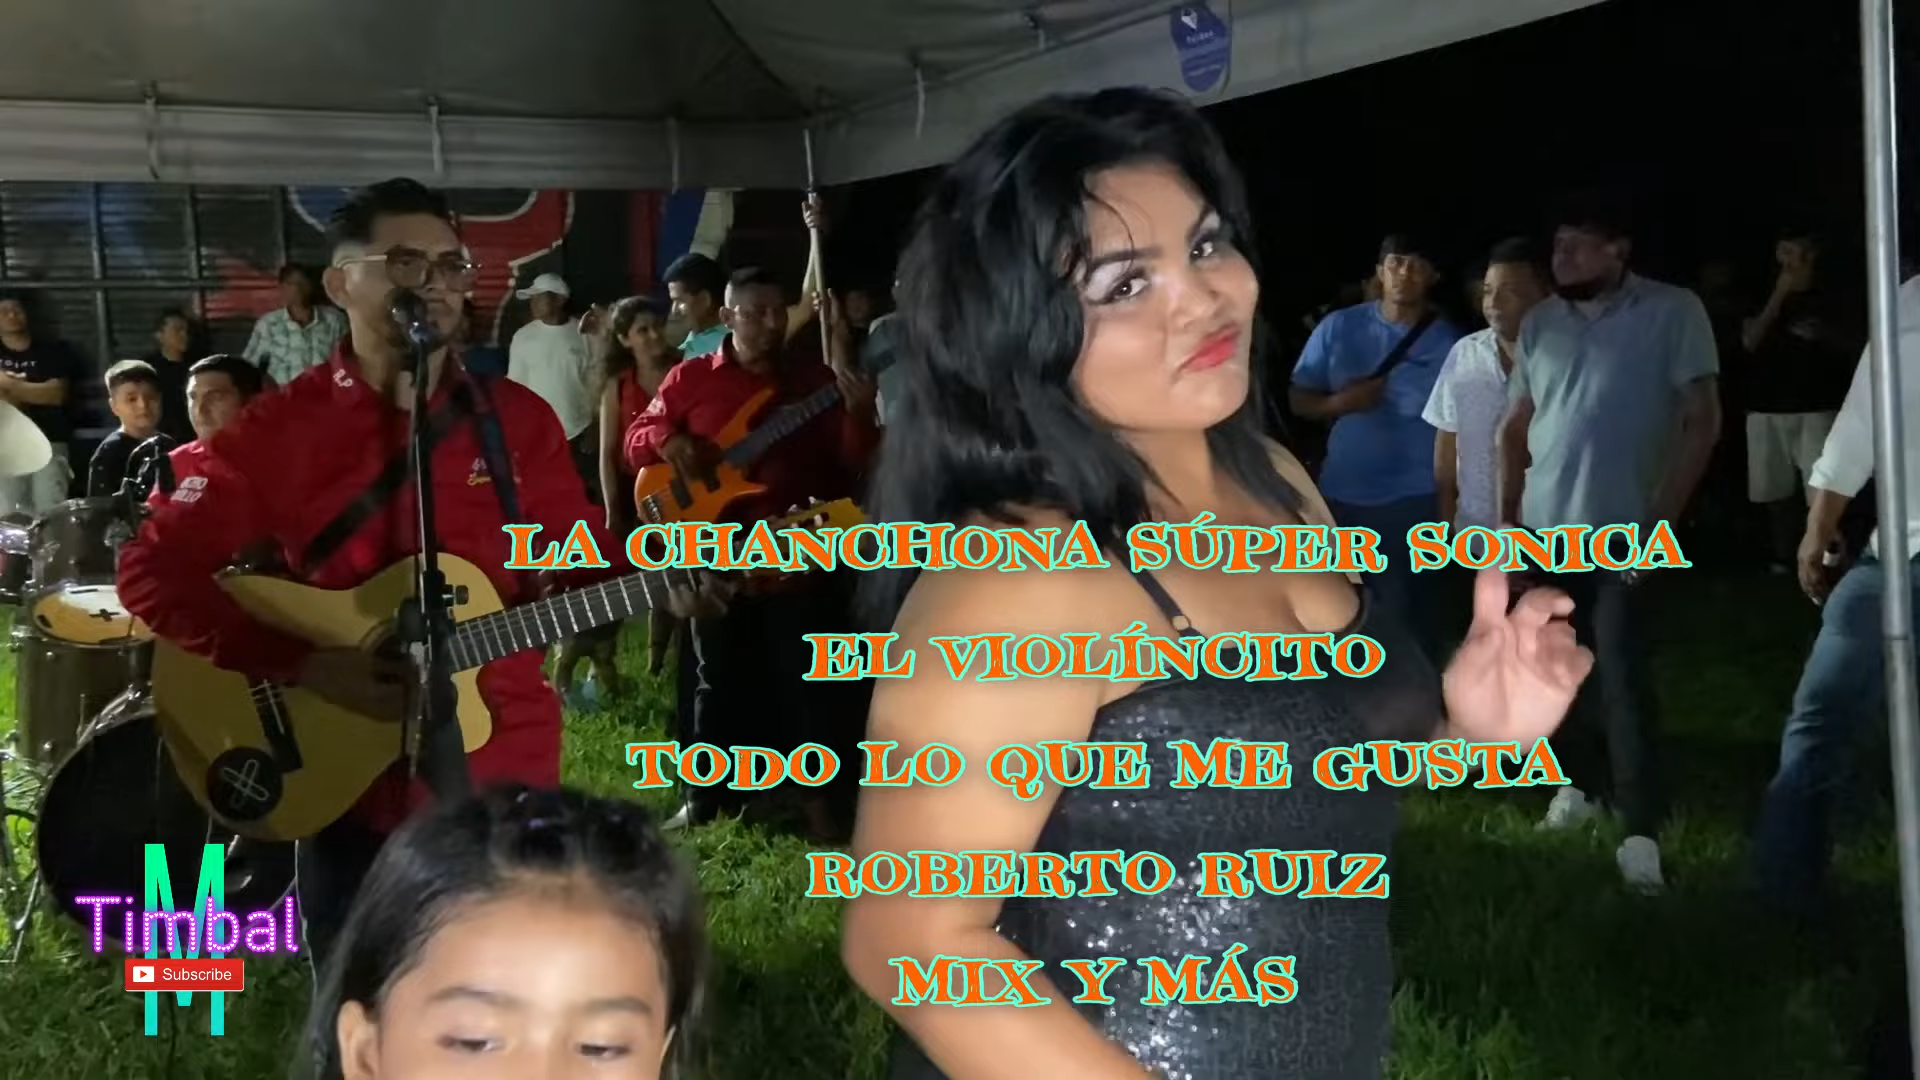 LA CHANCHONA SÚPER SONICA
EL VIOLÍNCITO
TODO LO QUE ME GUSTA
ROBERTO RUIZ
MIX Y MÁS
M
Timbal
Subscribe